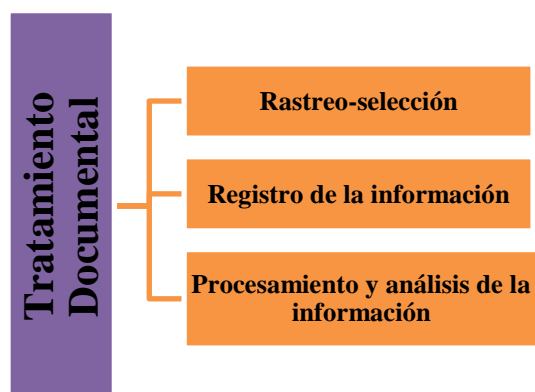 Tratamiento
Documental
Rastreo-selección
Registro de la información
Procesamiento y análisis de la
información